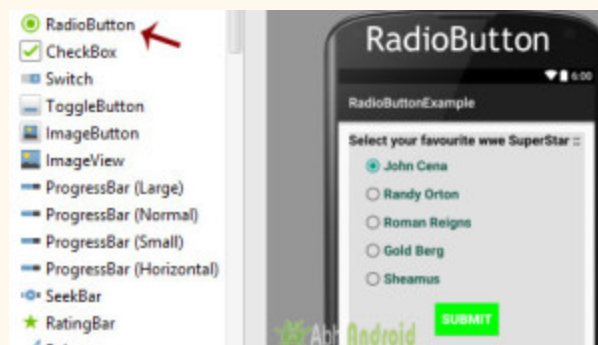 RadioButton
CheckBox
Switch
ToggleButton
ImageButton
ImageView
ProgressBar (Large)
ProgressBar (Normal)
ProgressBar (Small)
ProgressBar (Horizontal)
SeekBar
RatingBar
RadioButton
6:00
RadioButtonExample
Select your favourite wwe SuperStar ::
John Cena
Randy Orton
Roman Reigns
Gold Berg
Sheamus
SUBMIT
Abhi Android